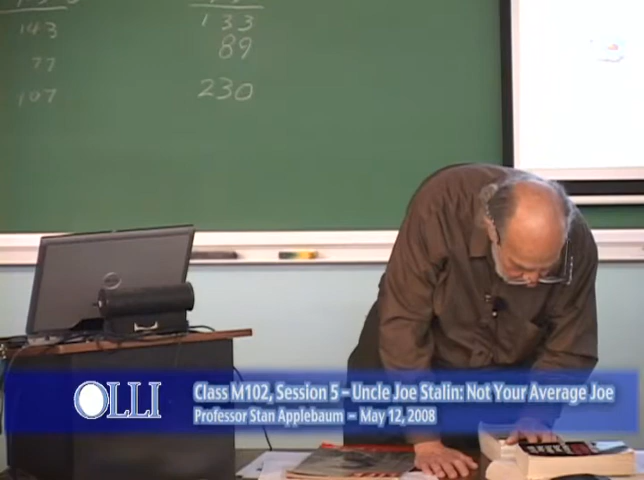 133
143
89
77
230
107
OLLI
Class M102, Session 5 – Uncle Joe Stalin: Not Your Average Joe
Professor Stan Applebaum – May 12, 2008